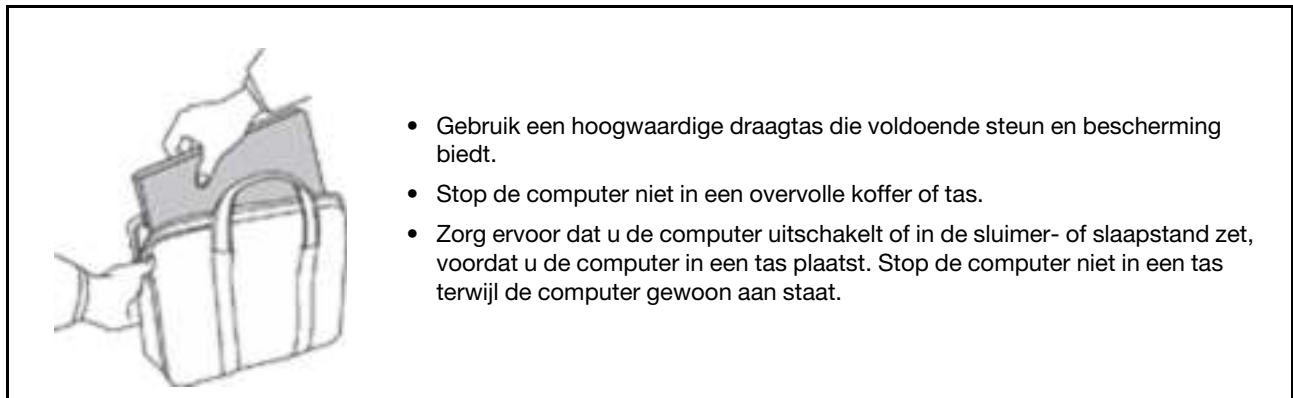 • Gebruik een hoogwaardige draagtas die voldoende steun en bescherming
biedt.
• Stop de computer niet in een overvolle koffer of tas.
• Zorg ervoor dat u de computer uitschakelt of in de sluimer- of slaapstand zet,
voordat u de computer in een tas plaatst. Stop de computer niet in een tas
terwijl de computer gewoon aan staat.